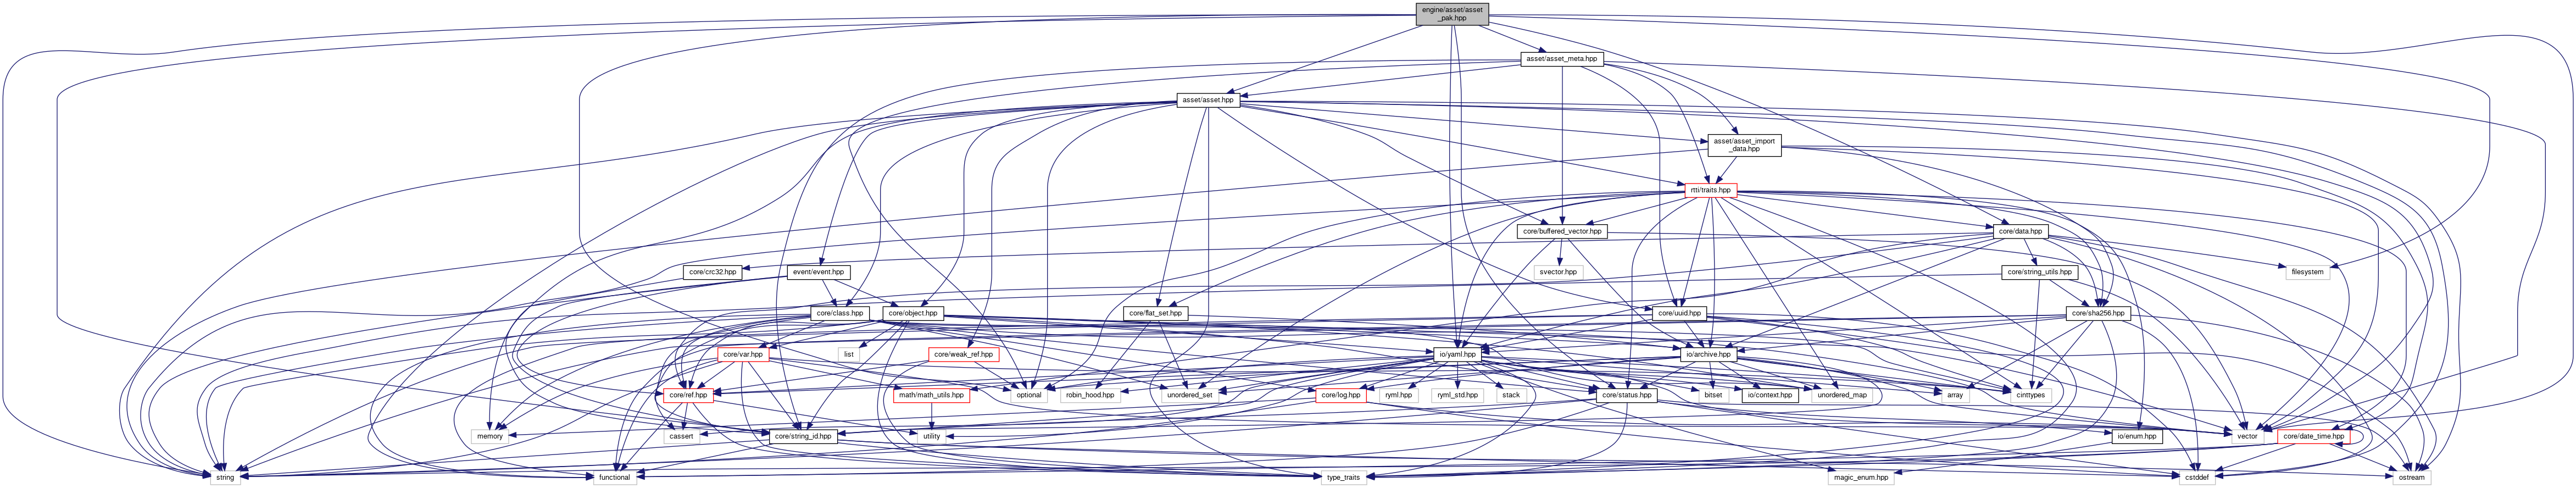 engine/asset/asset
_pak.hpp
asset/asset_meta.hpp
asset/asset.hpp
asset/asset_import
_data.hpp
rtti/traits.hpp
core/buffered_vector.hpp
core/data.hpp
core/crc32.hpp
event/event.hpp
svector.hpp
core/string_utils.hpp
filesystem
core/class.hpp
core/object.hpp
core/flat_set.hpp
core/uuid.hpp
core/sha256.hpp
core/var.hpp
list
core/weak_ref.hpp
io/yaml.hpp
io/archive.hpp
core/ref.hpp
math/math_utils.hpp
optional
robin_hood.hpp
unordered_set
core/log.hpp
ryml.hpp
ryml_std.hpp
stack
core/status.hpp
bitset
io/context.hpp
unordered_map
array
cinttypes
memory
cassert
core/string_id.hpp
utility
io/enum.hpp
vector
core/date_time.hpp
string
functional
type_traits
magic_enum.hpp
cstddef
ostream